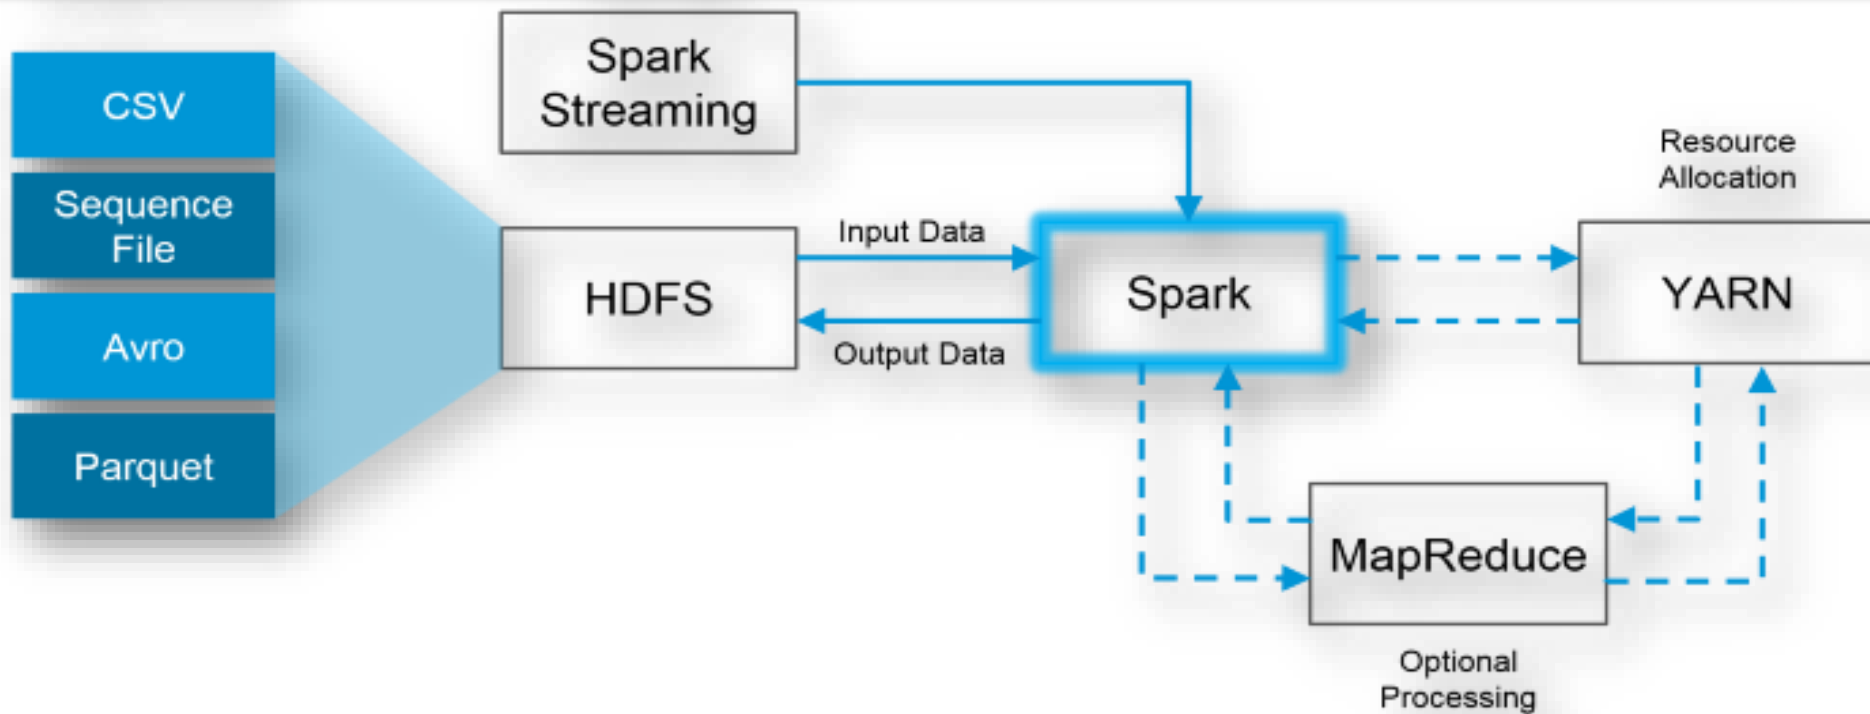 CSV
Sequence
File
Avro
Parquet
Spark
Streaming
HDFS
Input Data
Output Data
Spark
Resource
Allocation
YARN
MapReduce
Optional
Processing